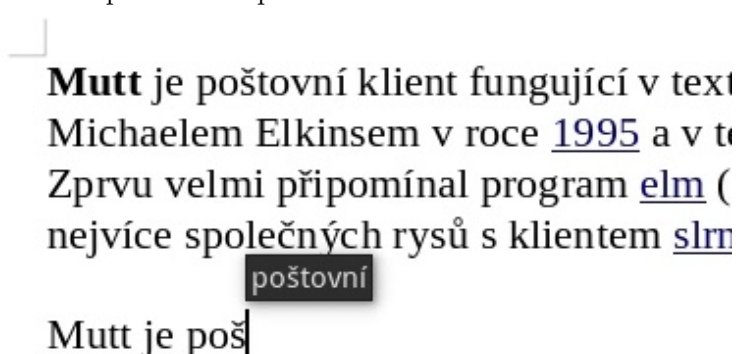 Mutt je poštovní klient fungující v text
Michaelem Elkinsem v roce 1995 a v te
Zprvu velmi připomínal program elm (
nejvíce společných rysů s klientem slrn
poštovní
Mutt je poš